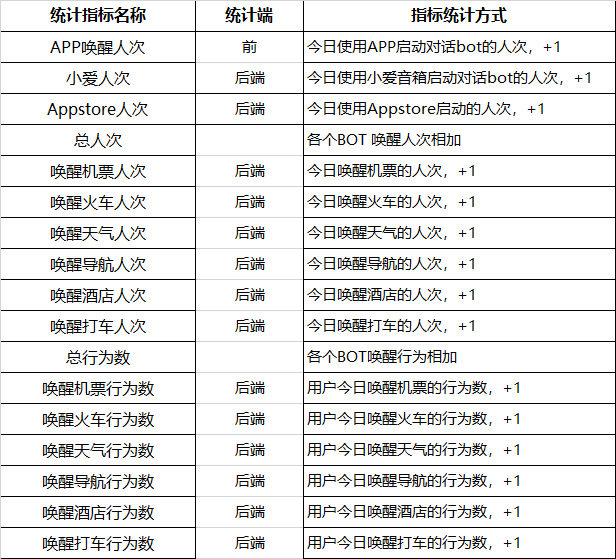 统计指标名称 统计端 指标统计方式
APP唤醒人次 前 今日使用APP启动对话bot的人次，+1
小爱人次 后端 今日使用小爱音箱启动对话bot的人次，+1
Appstore人次 后端 今日使用Appstore启动的人次，+1
总人次 各个BOT 唤醒人次相加
唤醒机票人次 后端 今日唤醒机票的人次，+1
唤醒火车人次 后端 今日唤醒火车的人次，+1
唤醒天气人次 后端 今日唤醒天气的人次，+1
唤醒导航人次 后端 今日唤醒导航的人次，+1
唤醒酒店人次 后端 今日唤醒酒店的人次，+1
唤醒打车人次 后端 今日唤醒打车的人次，+1
总行为数 各个BOT唤醒行为相加
唤醒机票行为数 后端 用户今日唤醒机票的行为数，+1
唤醒火车行为数 后端 用户今日唤醒火车的行为数，+1
唤醒天气行为数 后端 用户今日唤醒天气的行为数，+1
唤醒导航行为数 后端 用户今日唤醒导航的行为数，+1
唤醒酒店行为数 后端 用户今日唤醒酒店的行为数，+1
唤醒打车行为数 后端 用户今日唤醒打车的行为数，+1